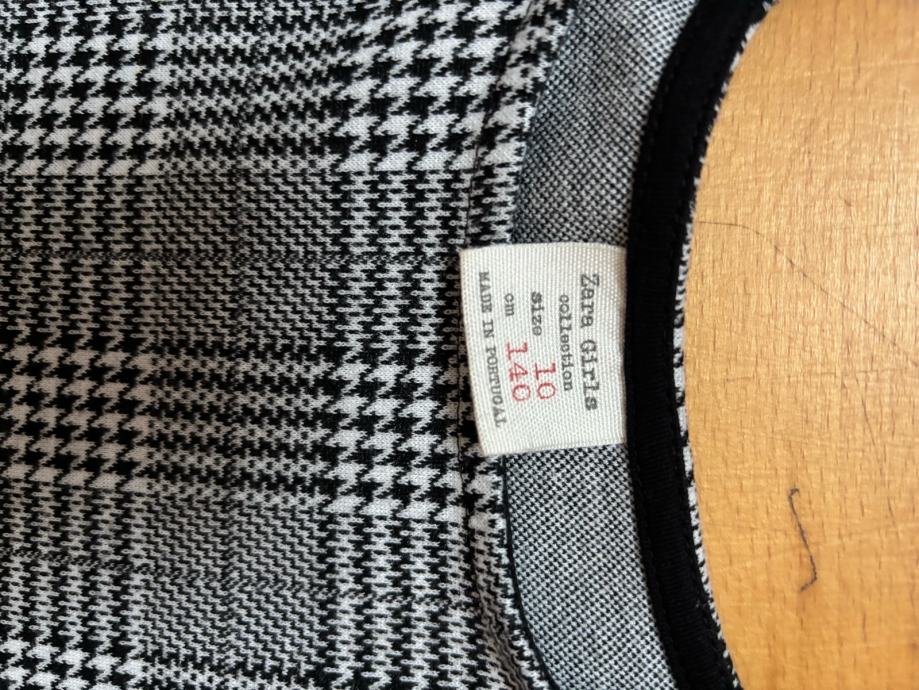 Zara Girls
collection
size 10
cm 140
MADE IN PORTUGAL